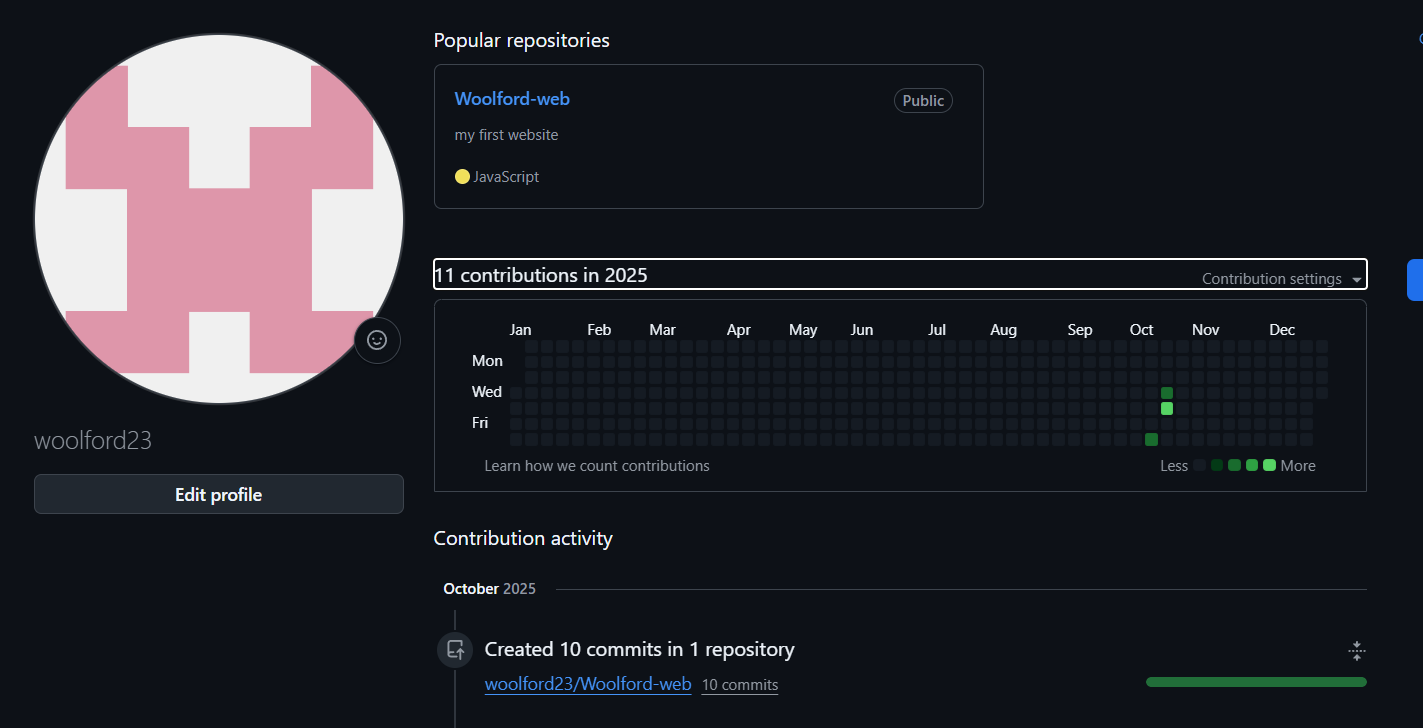 Popular repositories
Woolford-web
Public
my first website
JavaScript
11 contributions in 2025
Contribution settings
Jan Feb Mar Apr May Jun Jul Aug Sep Oct Nov Dec
Mon
Wed
Fri
Learn how we count contributions
Less More
woolford23
Edit profile
Contribution activity
October 2025
Created 10 commits in 1 repository
woolford23/Woolford-web 10 commits